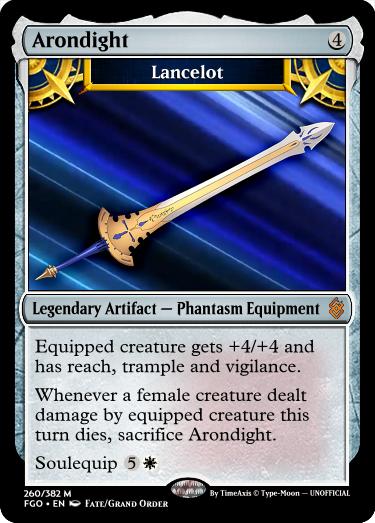 Arondight 4
Lancelot
Legendary Artifact — Phantasm Equipment
Equipped creature gets +4/+4 and
has reach, trample and vigilance.
Whenever a female creature dealt
damage by equipped creature this
turn dies, sacrifice Arondight.
Soulequip 5
260/382 M
FGO • EN Fate/Grand Order
By TimeAxis © Type-Moon — UNOFFICIAL